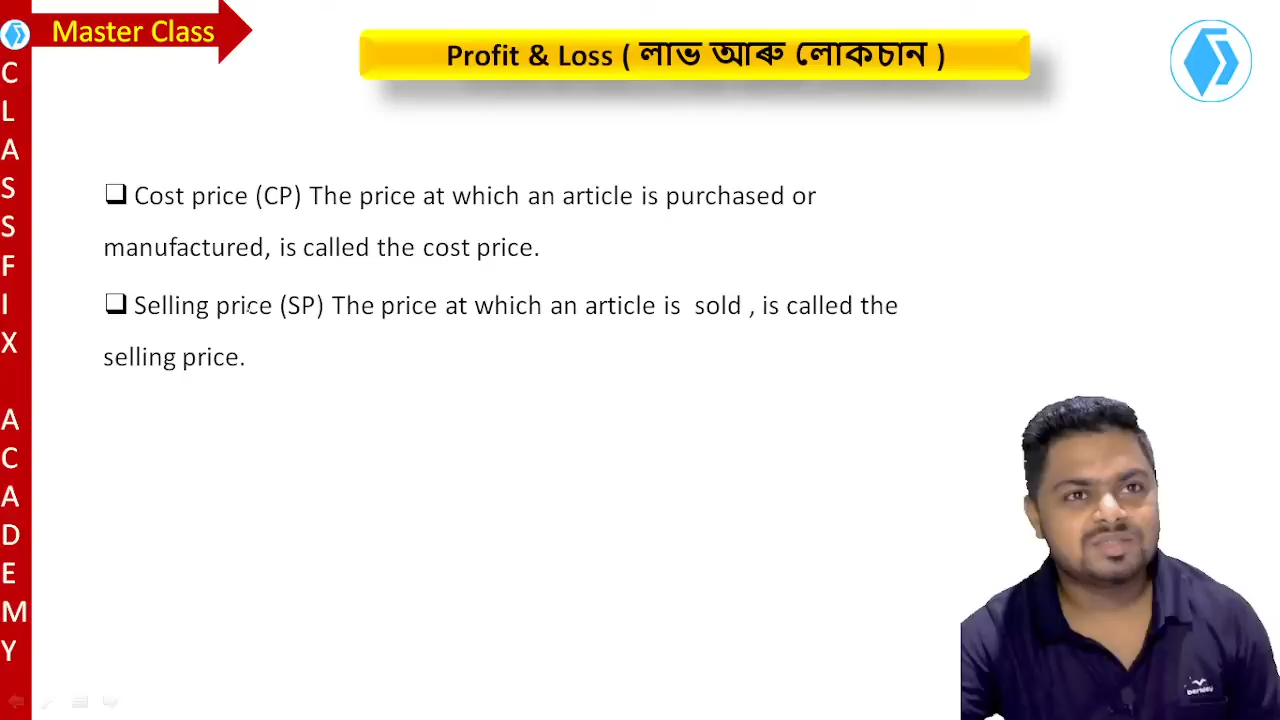 Master Class
Profit & Loss ( লাভ আৰু লোকচান )
CLASSFIX ACADEMY
❑ Cost price (CP) The price at which an article is purchased or
manufactured, is called the cost price.
❑ Selling price (SP) The price at which an article is sold , is called the
selling price.